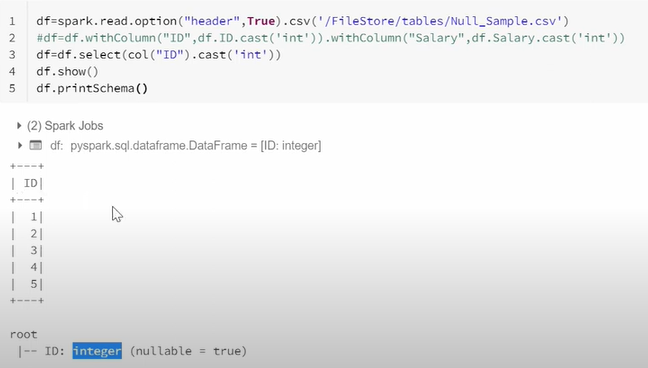 1 df=spark.read.option("header",True).csv('/FileStore/tables/Null_Sample.csv')
2 #df=df.withColumn("ID",df.ID.cast('int')).withColumn("Salary",df.Salary.cast('int'))
3 df=df.select(col("ID").cast('int'))
4 df.show()
5 df.printSchema()
(2) Spark Jobs
df: pyspark.sql.dataframe.DataFrame = [ID: integer]
+---+
| ID|
+---+
|  1|
|  2|
|  3|
|  4|
|  5|
+---+
root
|-- ID: integer (nullable = true)